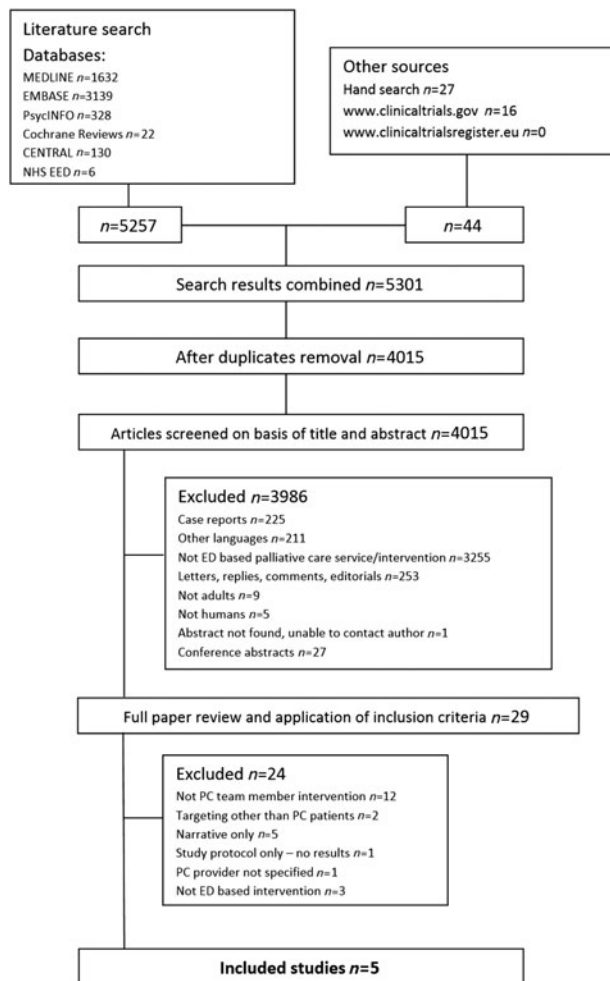 Literature search
Databases:
MEDLINE n=1632
EMBASE n=3139
PsycINFO n=328
Cochrane Reviews n=22
CENTRAL n=130
NHS EED n=6
Other sources
Hand search n=27
www.clinicaltrials.gov n=16
www.clinicaltrialsregister.eu n=0
n=5257
n=44
Search results combined n=5301
After duplicates removal n=4015
Articles screened on basis of title and abstract n=4015
Excluded n=3986
Case reports n=225
Other languages n=211
Not ED based palliative care service/intervention n=3255
Letters, replies, comments, editorials n=253
Not adults n=9
Not humans n=5
Abstract not found, unable to contact author n=1
Conference abstracts n=27
Full paper review and application of inclusion criteria n=29
Excluded n=24
Not PC team member intervention n=12
Targeting other than PC patients n=2
Narrative only n=5
Study protocol only – no results n=1
PC provider not specified n=1
Not ED based intervention n=3
Included studies n=5